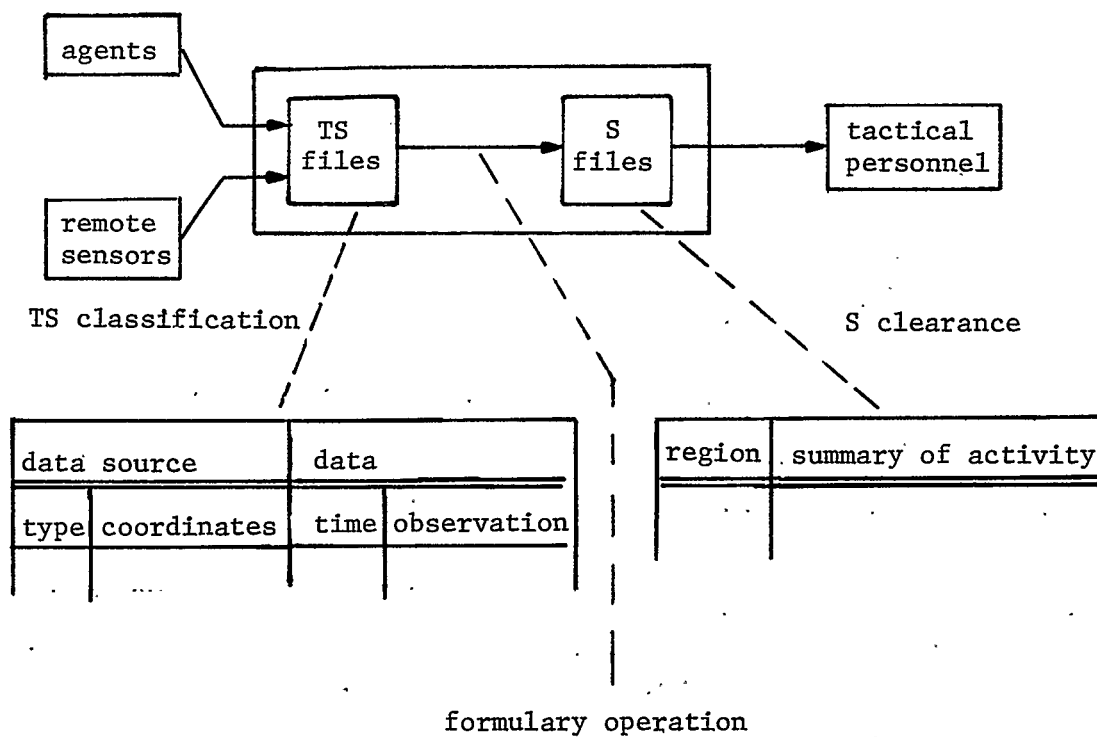 agents
remote
sensors
TS
files
S
files
tactical
personnel
TS classification
S clearance
data source
data
type
coordinates
time
observation
region
summary of activity
formulary operation